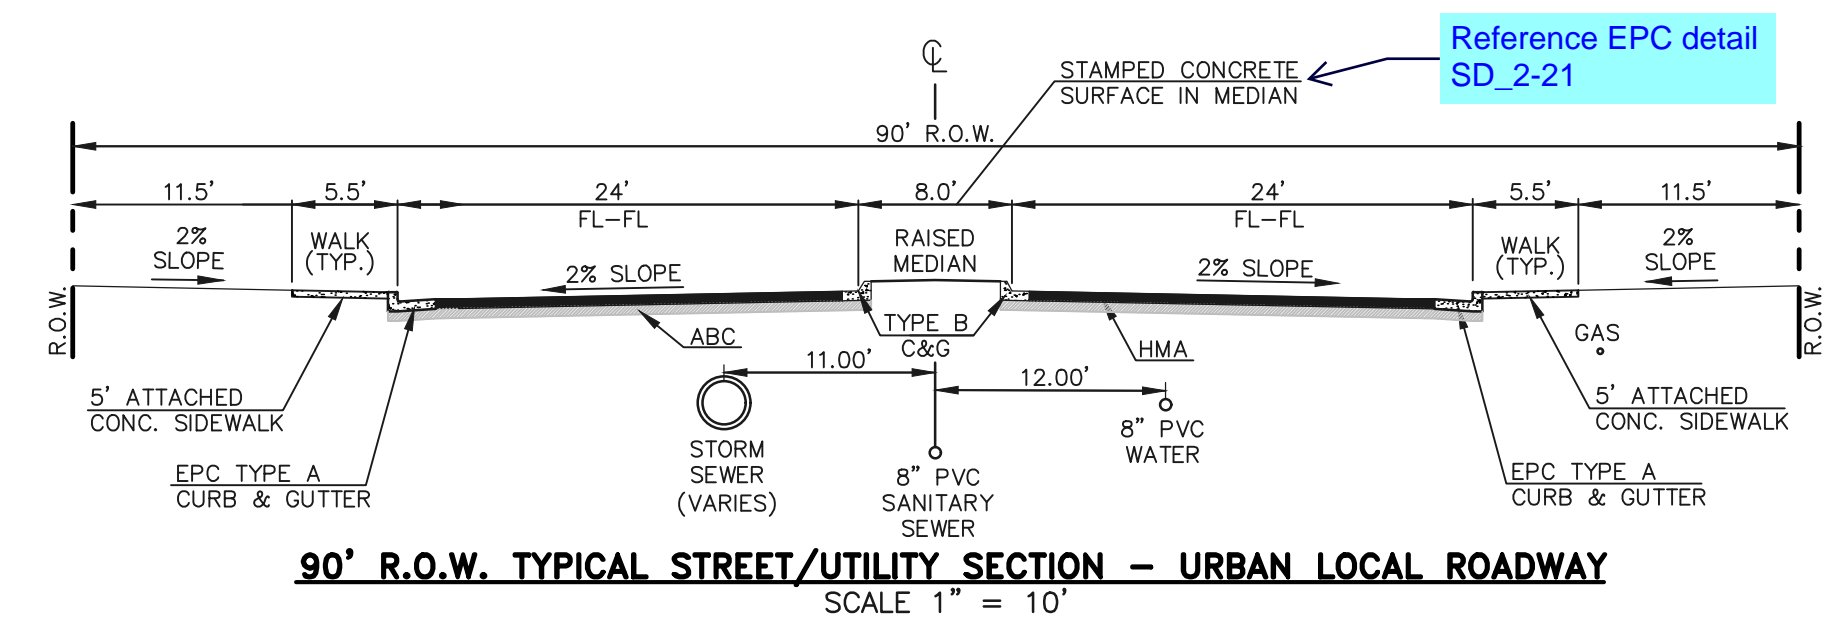 Reference EPC detail
SD_2-21
℄
STAMPED CONCRETE
SURFACE IN MEDIAN
90' R.O.W.
11.5'
5.5'
24'
FL-FL
8.0'
24'
FL-FL
5.5'
11.5'
2%
SLOPE
WALK
(TYP.)
2% SLOPE
RAISED
MEDIAN
2% SLOPE
WALK
(TYP.)
2%
SLOPE
R.O.W.
R.O.W.
ABC
TYPE B
C&G
HMA
GAS
11.00'
12.00'
5' ATTACHED
CONC. SIDEWALK
5' ATTACHED
CONC. SIDEWALK
EPC TYPE A
CURB & GUTTER
STORM
SEWER
(VARIES)
8" PVC
SANITARY
SEWER
8" PVC
WATER
EPC TYPE A
CURB & GUTTER
90' R.O.W. TYPICAL STREET/UTILITY SECTION - URBAN LOCAL ROADWAY
SCALE 1" = 10'